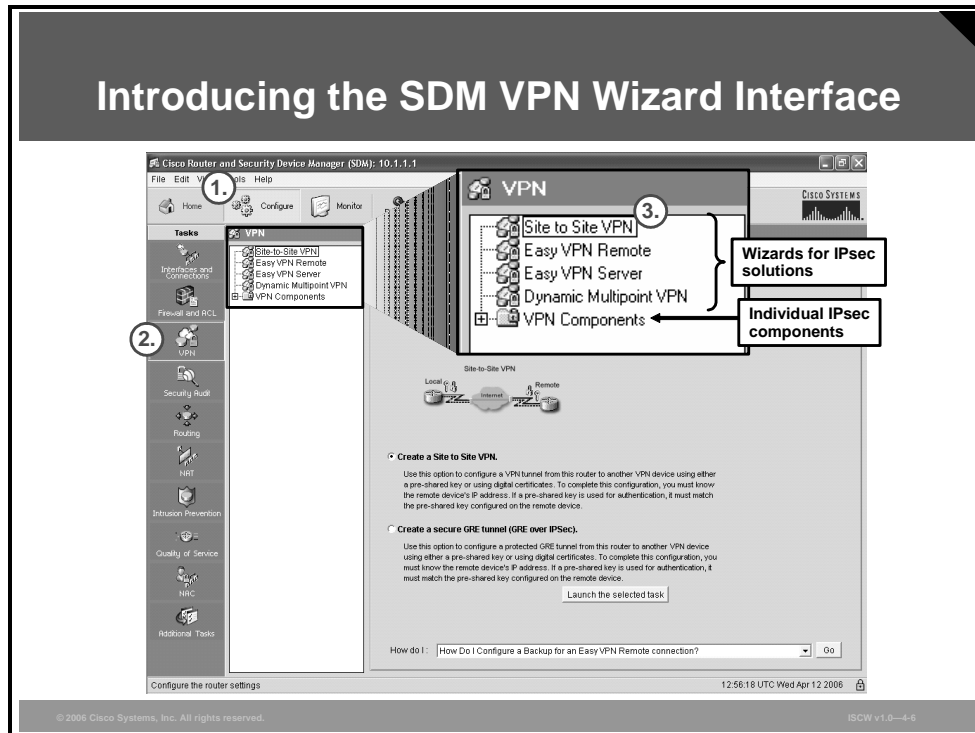 Introducing the SDM VPN Wizard Interface
Cisco Router and Security Device Manager (SDM): 10.1.1.1
File Edit Help
1.
Home
Configure
Monitor
CISCO SYSTEMS
Tasks
Interfaces and
Connections
Firewall and ACL
2.
VPN
Security Audit
Routing
NAT
Intrusion Prevention
Quality of Service
NAC
Additional Tasks
VPN
Site-to-Site VPN
Easy VPN Remote
Easy VPN Server
Dynamic Multipoint VPN
VPN Components
VPN
3.
Site to Site VPN
Easy VPN Remote
Easy VPN Server
Dynamic Multipoint VPN
VPN Components
Wizards for IPsec
solutions
Individual IPsec
components
Site-to-Site VPN
Local
Internet
Remote
Create a Site to Site VPN.
Use this option to configure a VPN tunnel from this router to another VPN device using either
a pre-shared key or using digital certificates. To complete this configuration, you must know
the remote device's IP address. If a pre-shared key is used for authentication, it must match
the pre-shared key configured on the remote device.
Create a secure GRE tunnel (GRE over IPSec).
Use this option to configure a protected GRE tunnel from this router to another VPN device
using either a pre-shared key or using digital certificates. To complete this configuration, you
must know the remote device's IP address. If a pre-shared key is used for authentication, it
must match the pre-shared key configured on the remote device.
Launch the selected task
How do I : How Do I Configure a Backup for an Easy VPN Remote connection? Go
Configure the router settings
12:56:18 UTC Wed Apr 12 2006
© 2006 Cisco Systems, Inc. All rights reserved.
ISCW v1.0—4-6